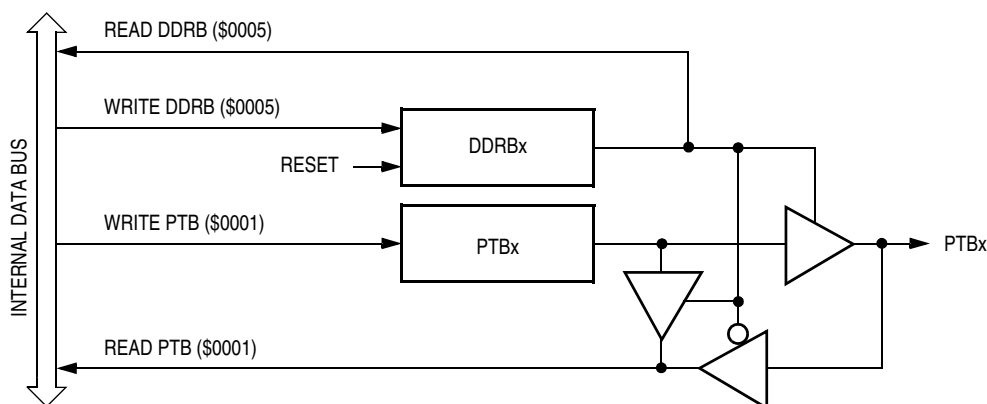 READ DDRB ($0005)
WRITE DDRB ($0005)
DDRBx
RESET
INTERNAL DATA BUS
WRITE PTB ($0001)
PTBx
PTBx
READ PTB ($0001)